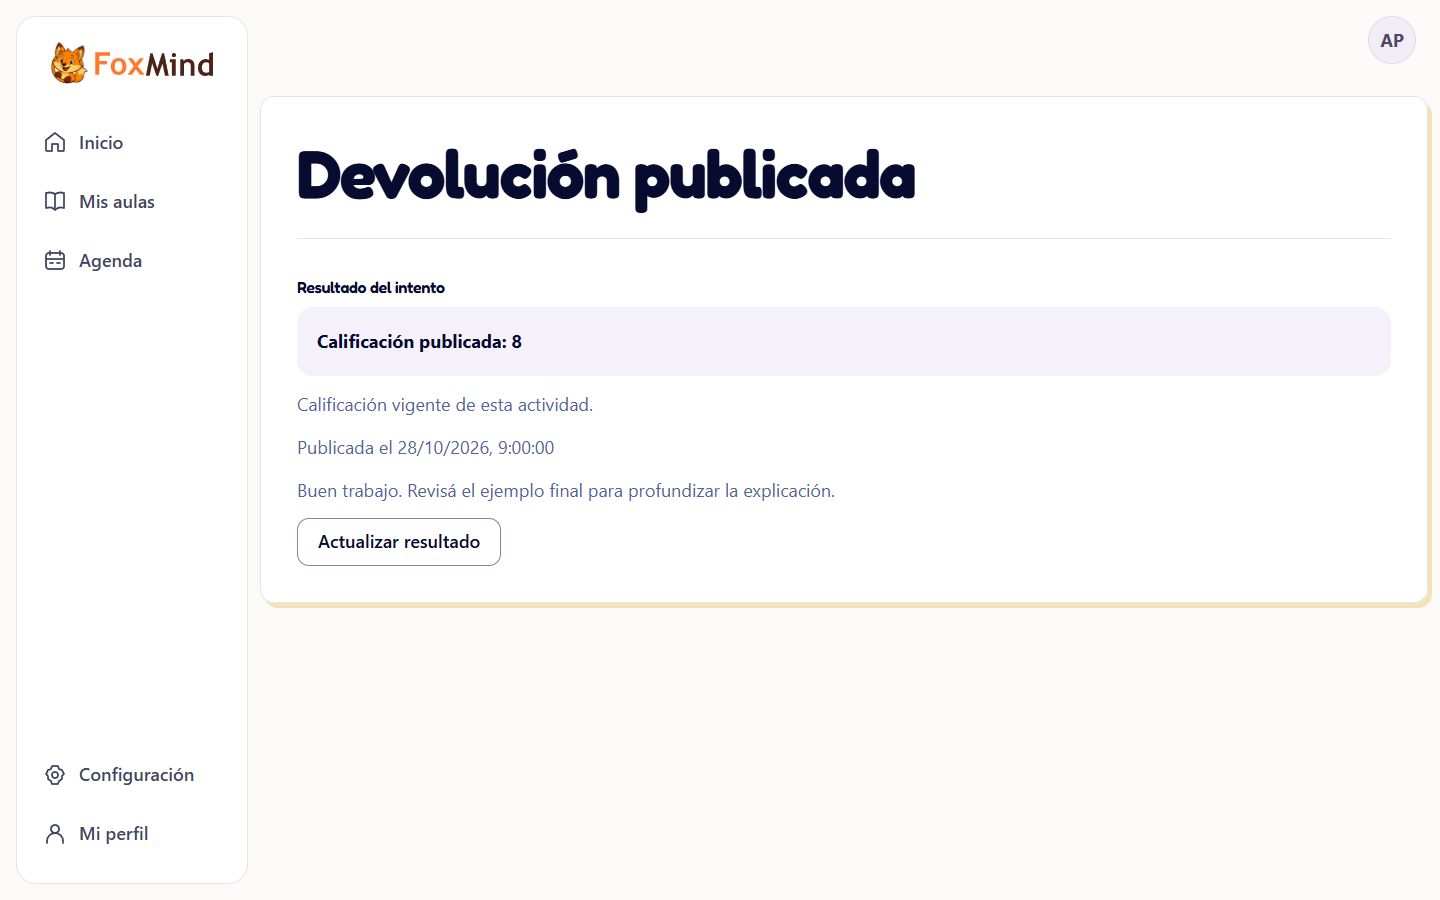 FoxMind
AP
Inicio
Mis aulas
Agenda
Configuración
Mi perfil
Devolución publicada
Resultado del intento
Calificación publicada: 8
Calificación vigente de esta actividad.
Publicada el 28/10/2026, 9:00:00
Buen trabajo. Revisá el ejemplo final para profundizar la explicación.
Actualizar resultado